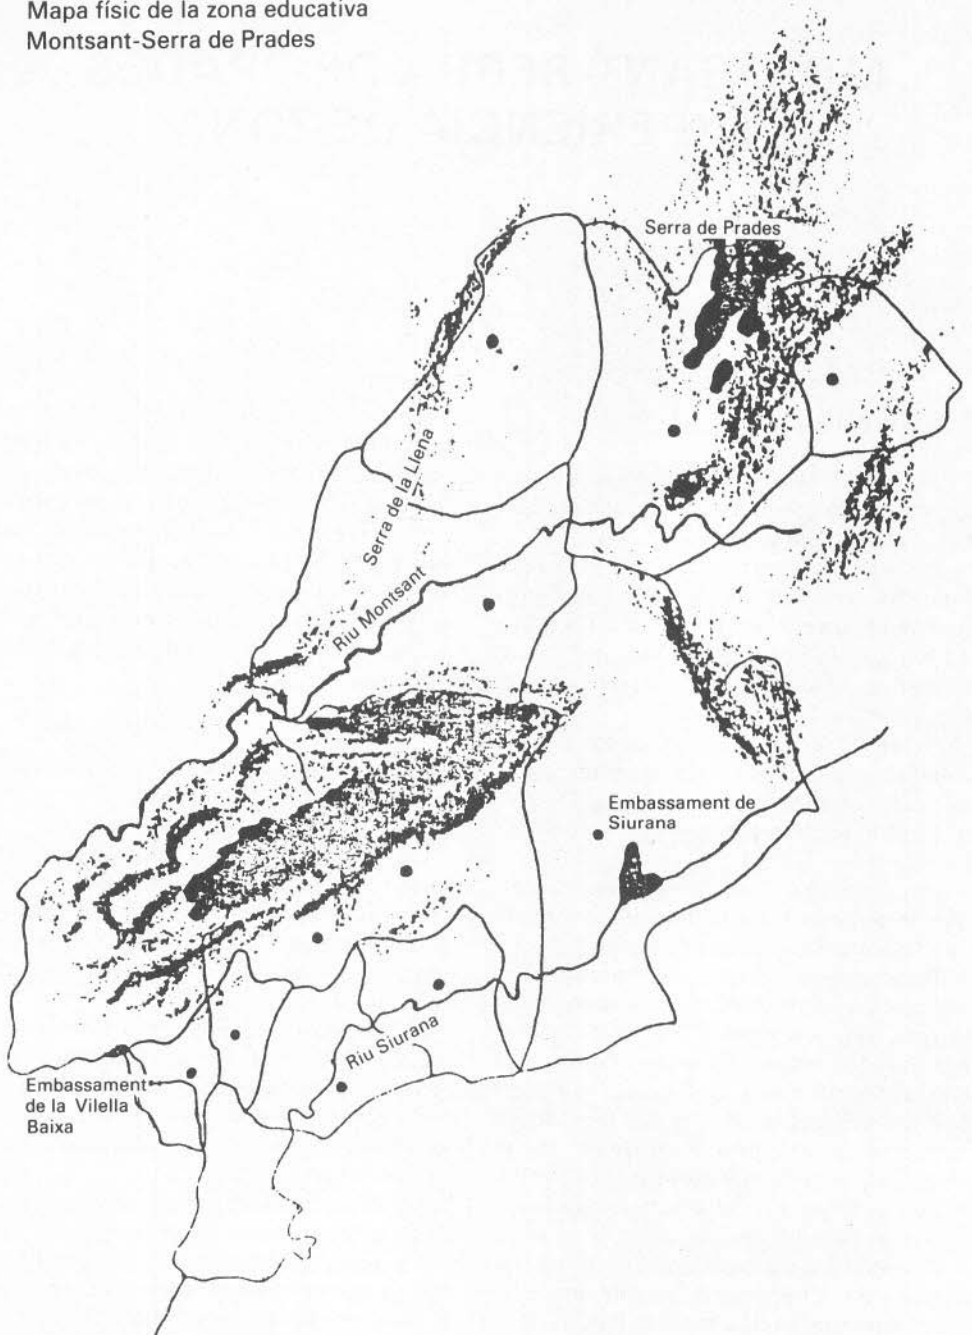 Mapa físic de la zona educativa
Montsant-Serra de Prades
Serra de Prades
Serra de la Llena
Riu Montsant
Embassament de
Siurana
Riu Siurana
Embassament
de la Vilella
Baixa